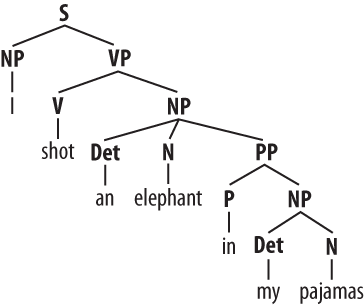 S
NP VP
I V NP
shot Det N PP
an elephant P NP
in Det N
my pajamas